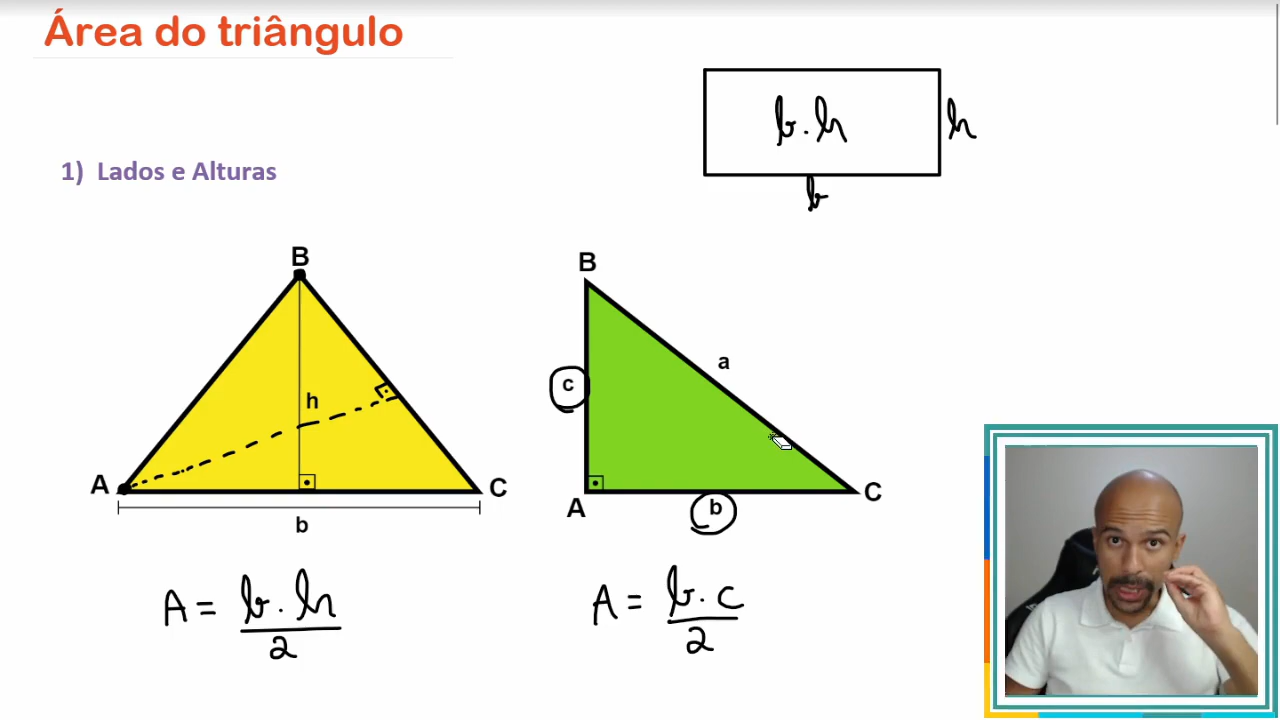 Área do triângulo
b.h
h
b
1) Lados e Alturas
B
h
A
C
b
B
a
c
A
b
C
A = b.h/2
A = b.c/2